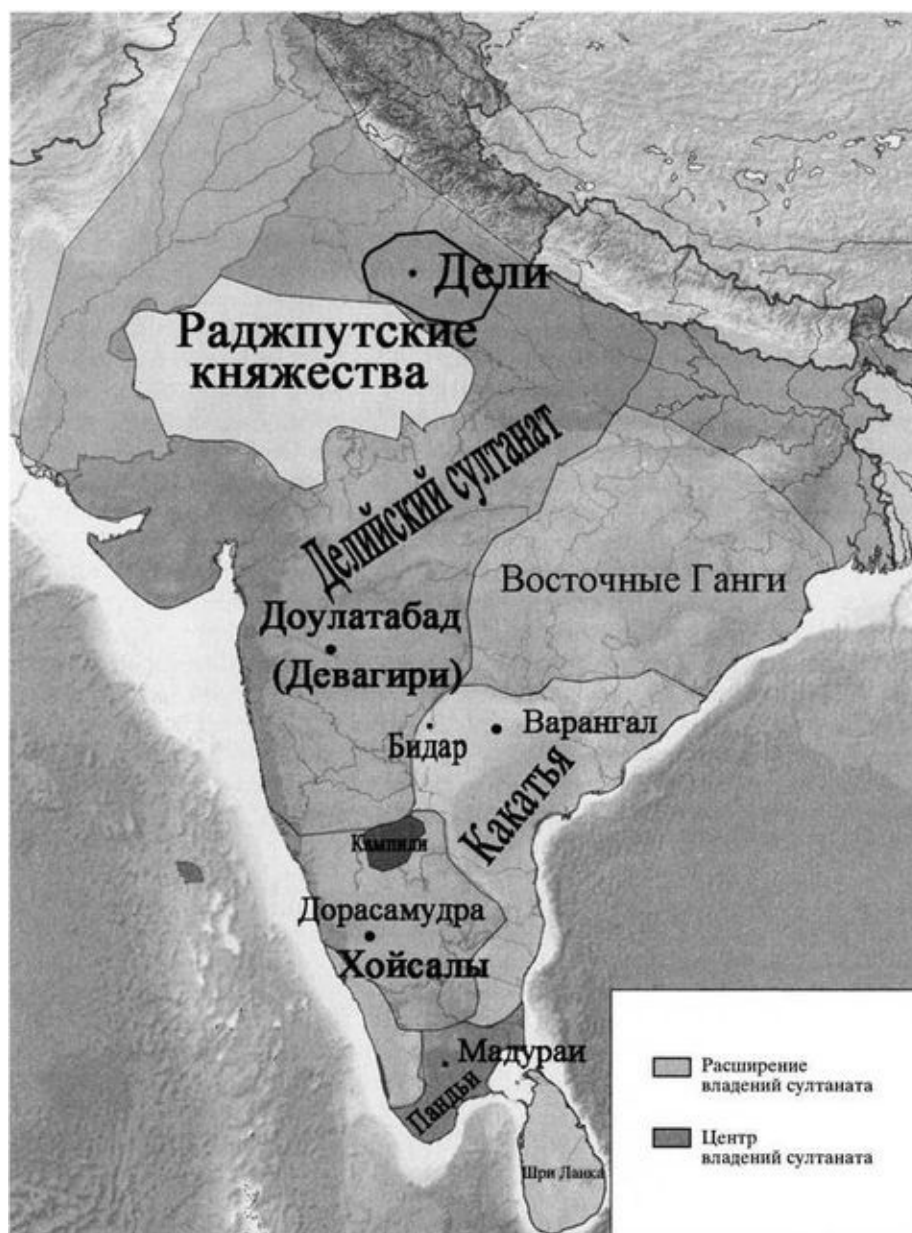 Дели
Раджпутские
княжества
Делийский султанат
Восточные Ганги
Доулатабад
(Девагири)
Варангал
Бидар
Какатья
Кампили
Дорасамудра
Хойсалы
Мадураи
Пандьи
Шри Ланка
Расширение
владений султаната
Центр
владений султаната